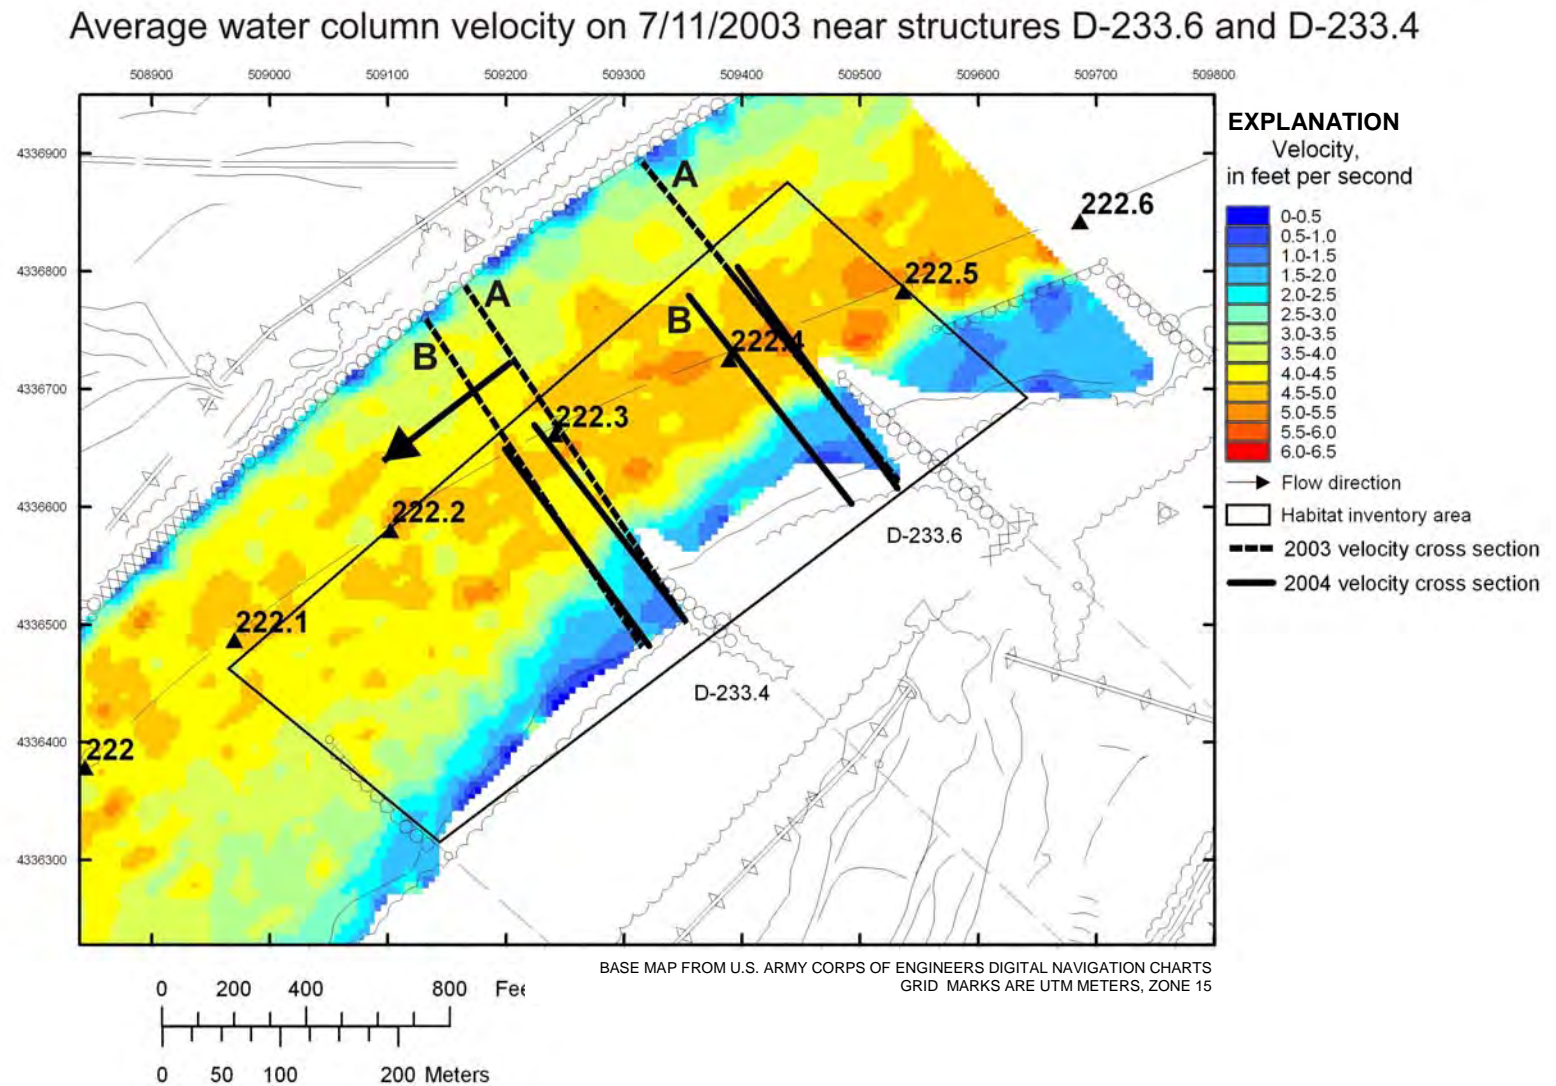 Average water column velocity on 7/11/2003 near structures D-233.6 and D-233.4
508900 509000 509100 509200 509300 509400 509500 509600 509700 509800
4336900
4336800
4336700
4336600
4336500
4336400
4336300
A
B
A
B
222.6
222.5
222.4
222.3
222.2
222.1
222
D-233.6
D-233.4
EXPLANATION
Velocity,
in feet per second
0-0.5
0.5-1.0
1.0-1.5
1.5-2.0
2.0-2.5
2.5-3.0
3.0-3.5
3.5-4.0
4.0-4.5
4.5-5.0
5.0-5.5
5.5-6.0
6.0-6.5
Flow direction
Habitat inventory area
2003 velocity cross section
2004 velocity cross section
BASE MAP FROM U.S. ARMY CORPS OF ENGINEERS DIGITAL NAVIGATION CHARTS
GRID MARKS ARE UTM METERS, ZONE 15
0 200 400 800
0 50 100 200 Meters